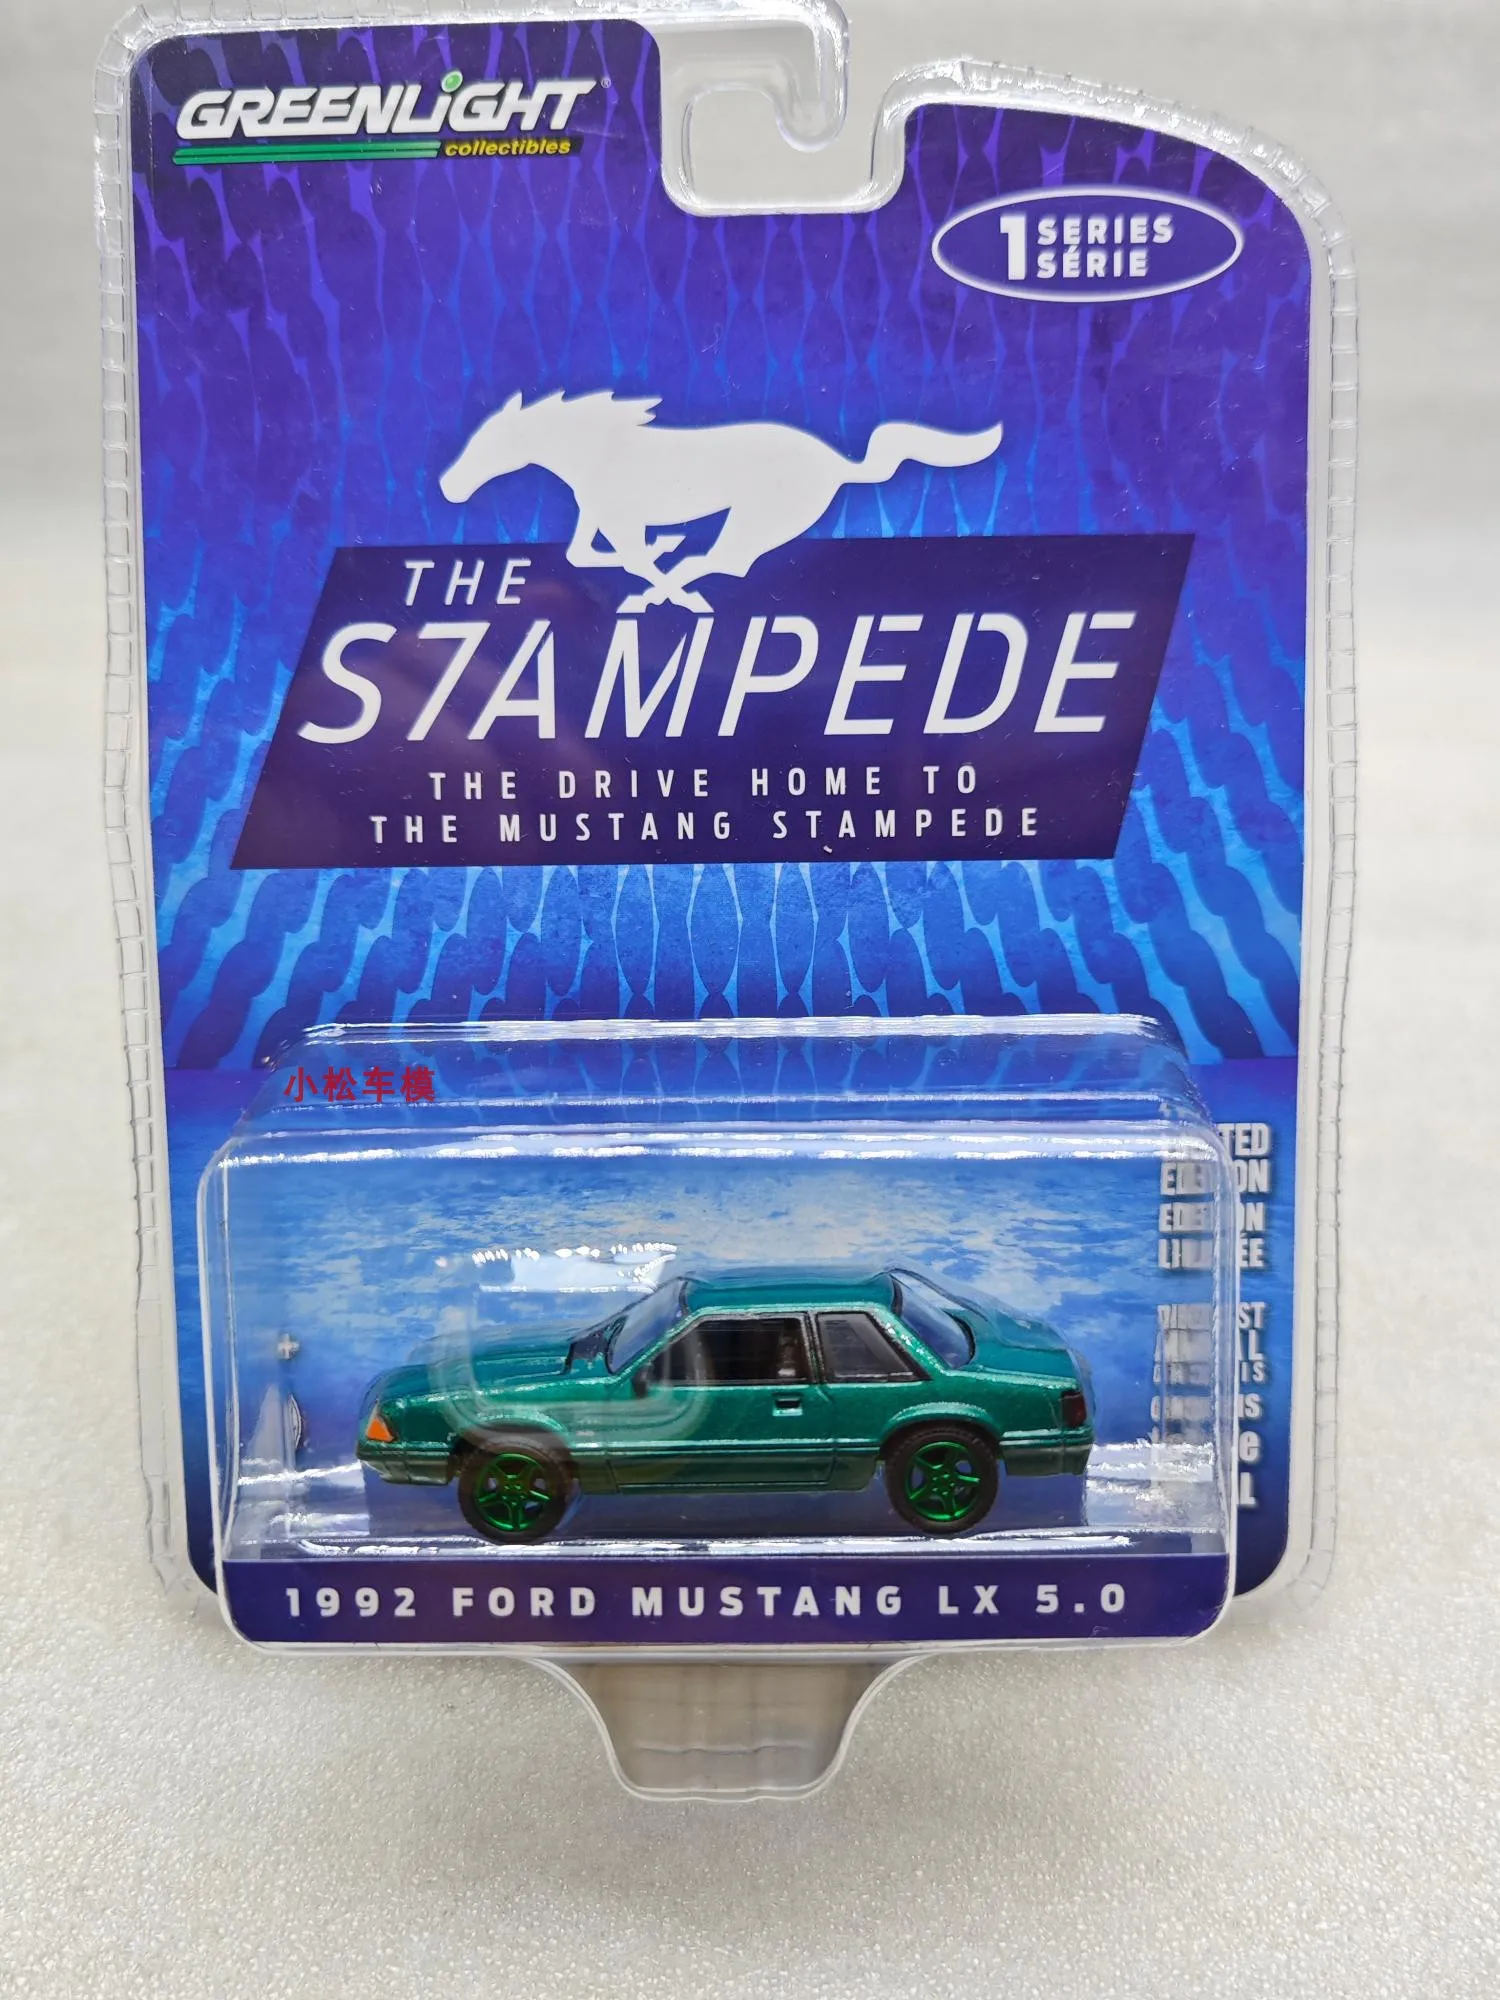 GREENLiGHT®
collectibles
1 SERIES
SÉRIE
THE
S7AMPEDE
THE DRIVE HOME TO
THE MUSTANG STAMPEDE
小松车模
1992 FORD MUSTANG LX 5.0